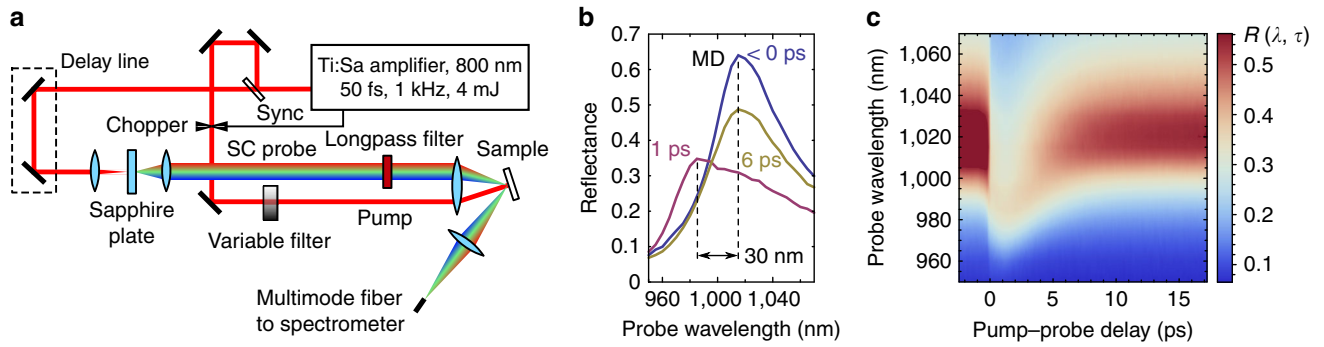 a
Delay line
Ti:Sa amplifier, 800 nm
50 fs, 1 kHz, 4 mJ
Sync
Chopper
SC probe
Longpass filter
Sample
Sapphire
plate
Variable filter
Pump
Multimode fiber
to spectrometer
b
0.7
0.6
0.5
0.4
0.3
0.2
0.1
0
Reflectance
MD
< 0 ps
1 ps
6 ps
30 nm
960
1,000
1,040
Probe wavelength (nm)
c
R (λ, τ)
1,060
1,040
1,020
1,000
980
960
Probe wavelength (nm)
0
5
10
15
Pump–probe delay (ps)
0.5
0.4
0.3
0.2
0.1